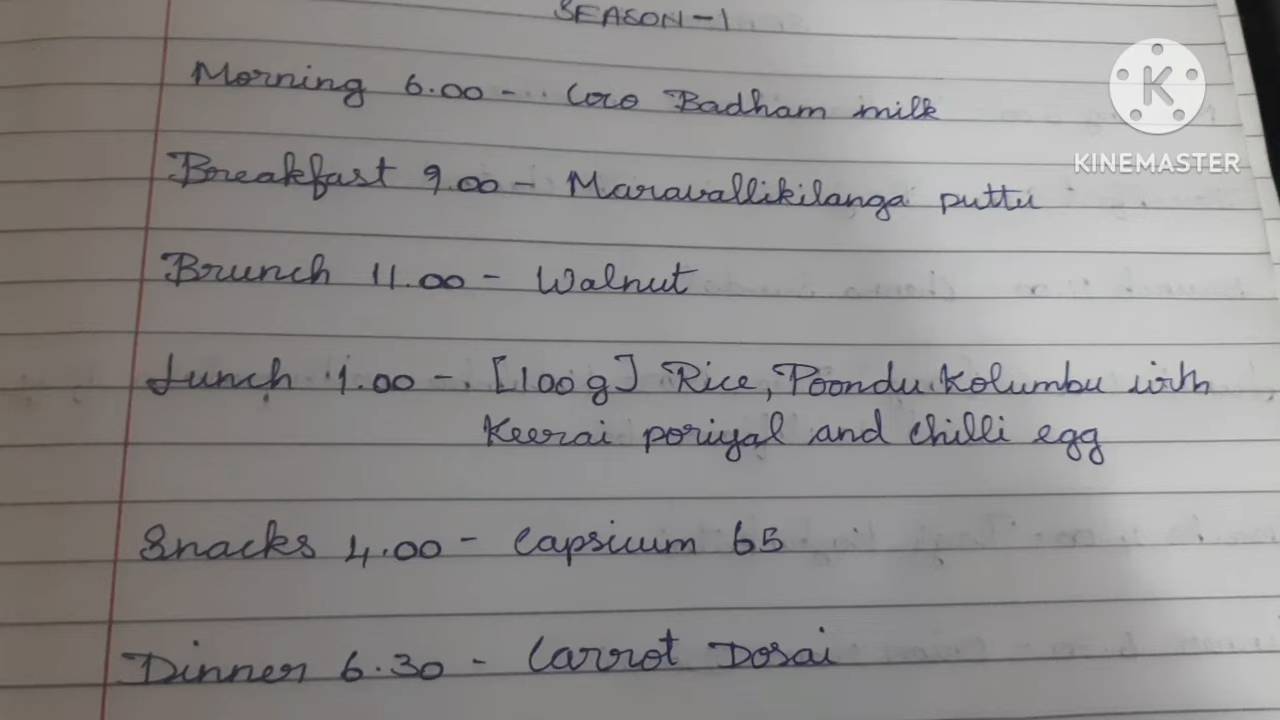 SEASON-1
Morning 6.00 - Coco Badham milk
K
KINEMASTER
Breakfast 9.00 - Maravallikilanga puttu
Brunch 11.00 - Walnut
Lunch 1.00 - [100g] Rice, Poondu Kolumbu with
Keerai poriyal and chilli egg
Snacks 4.00 - Capsicum 65
Dinner 6.30 - Carrot Dosai